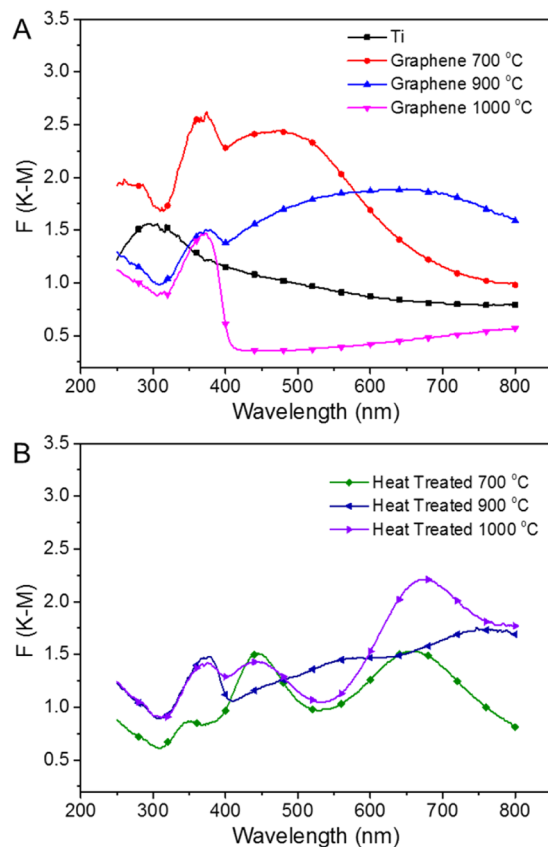 A
3.5
3.0
2.5
2.0
1.5
1.0
0.5
F (K-M)
Ti
Graphene 700 °C
Graphene 900 °C
Graphene 1000 °C
200 300 400 500 600 700 800
Wavelength (nm)
B
3.5
3.0
2.5
2.0
1.5
1.0
0.5
F (K-M)
Heat Treated 700 °C
Heat Treated 900 °C
Heat Treated 1000 °C
200 300 400 500 600 700 800
Wavelength (nm)